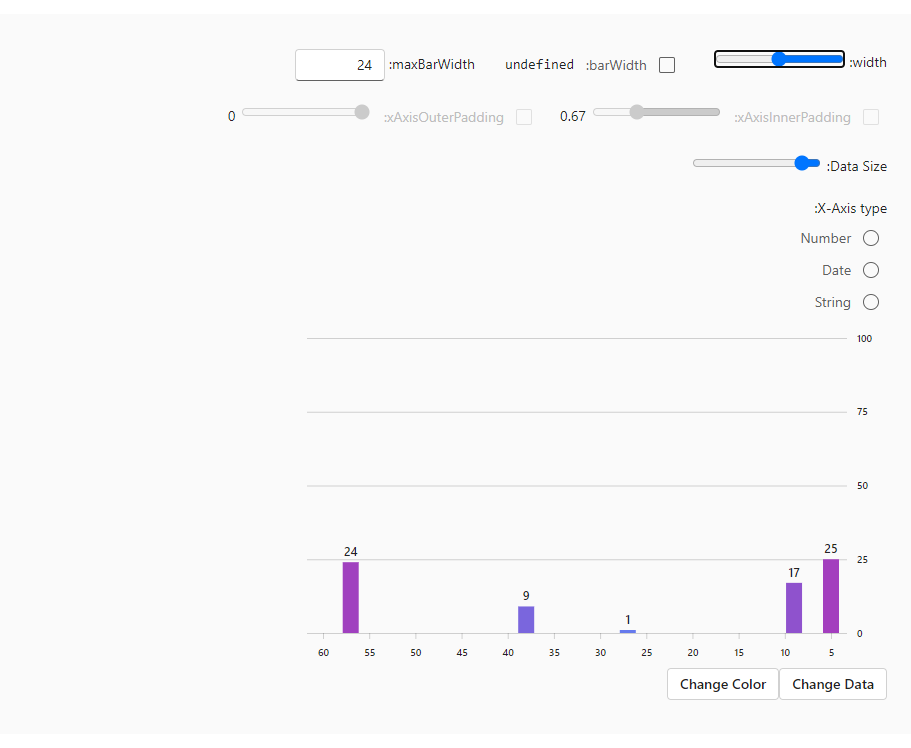 width:
barWidth: undefined
maxBarWidth: 24
xAxisInnerPadding: 0.67
xAxisOuterPadding: 0
Data Size:
X-Axis type:
Number
Date
String
100
75
50
25
0
24
9
1
17
25
60 55 50 45 40 35 30 25 20 15 10 5
Change Color Change Data